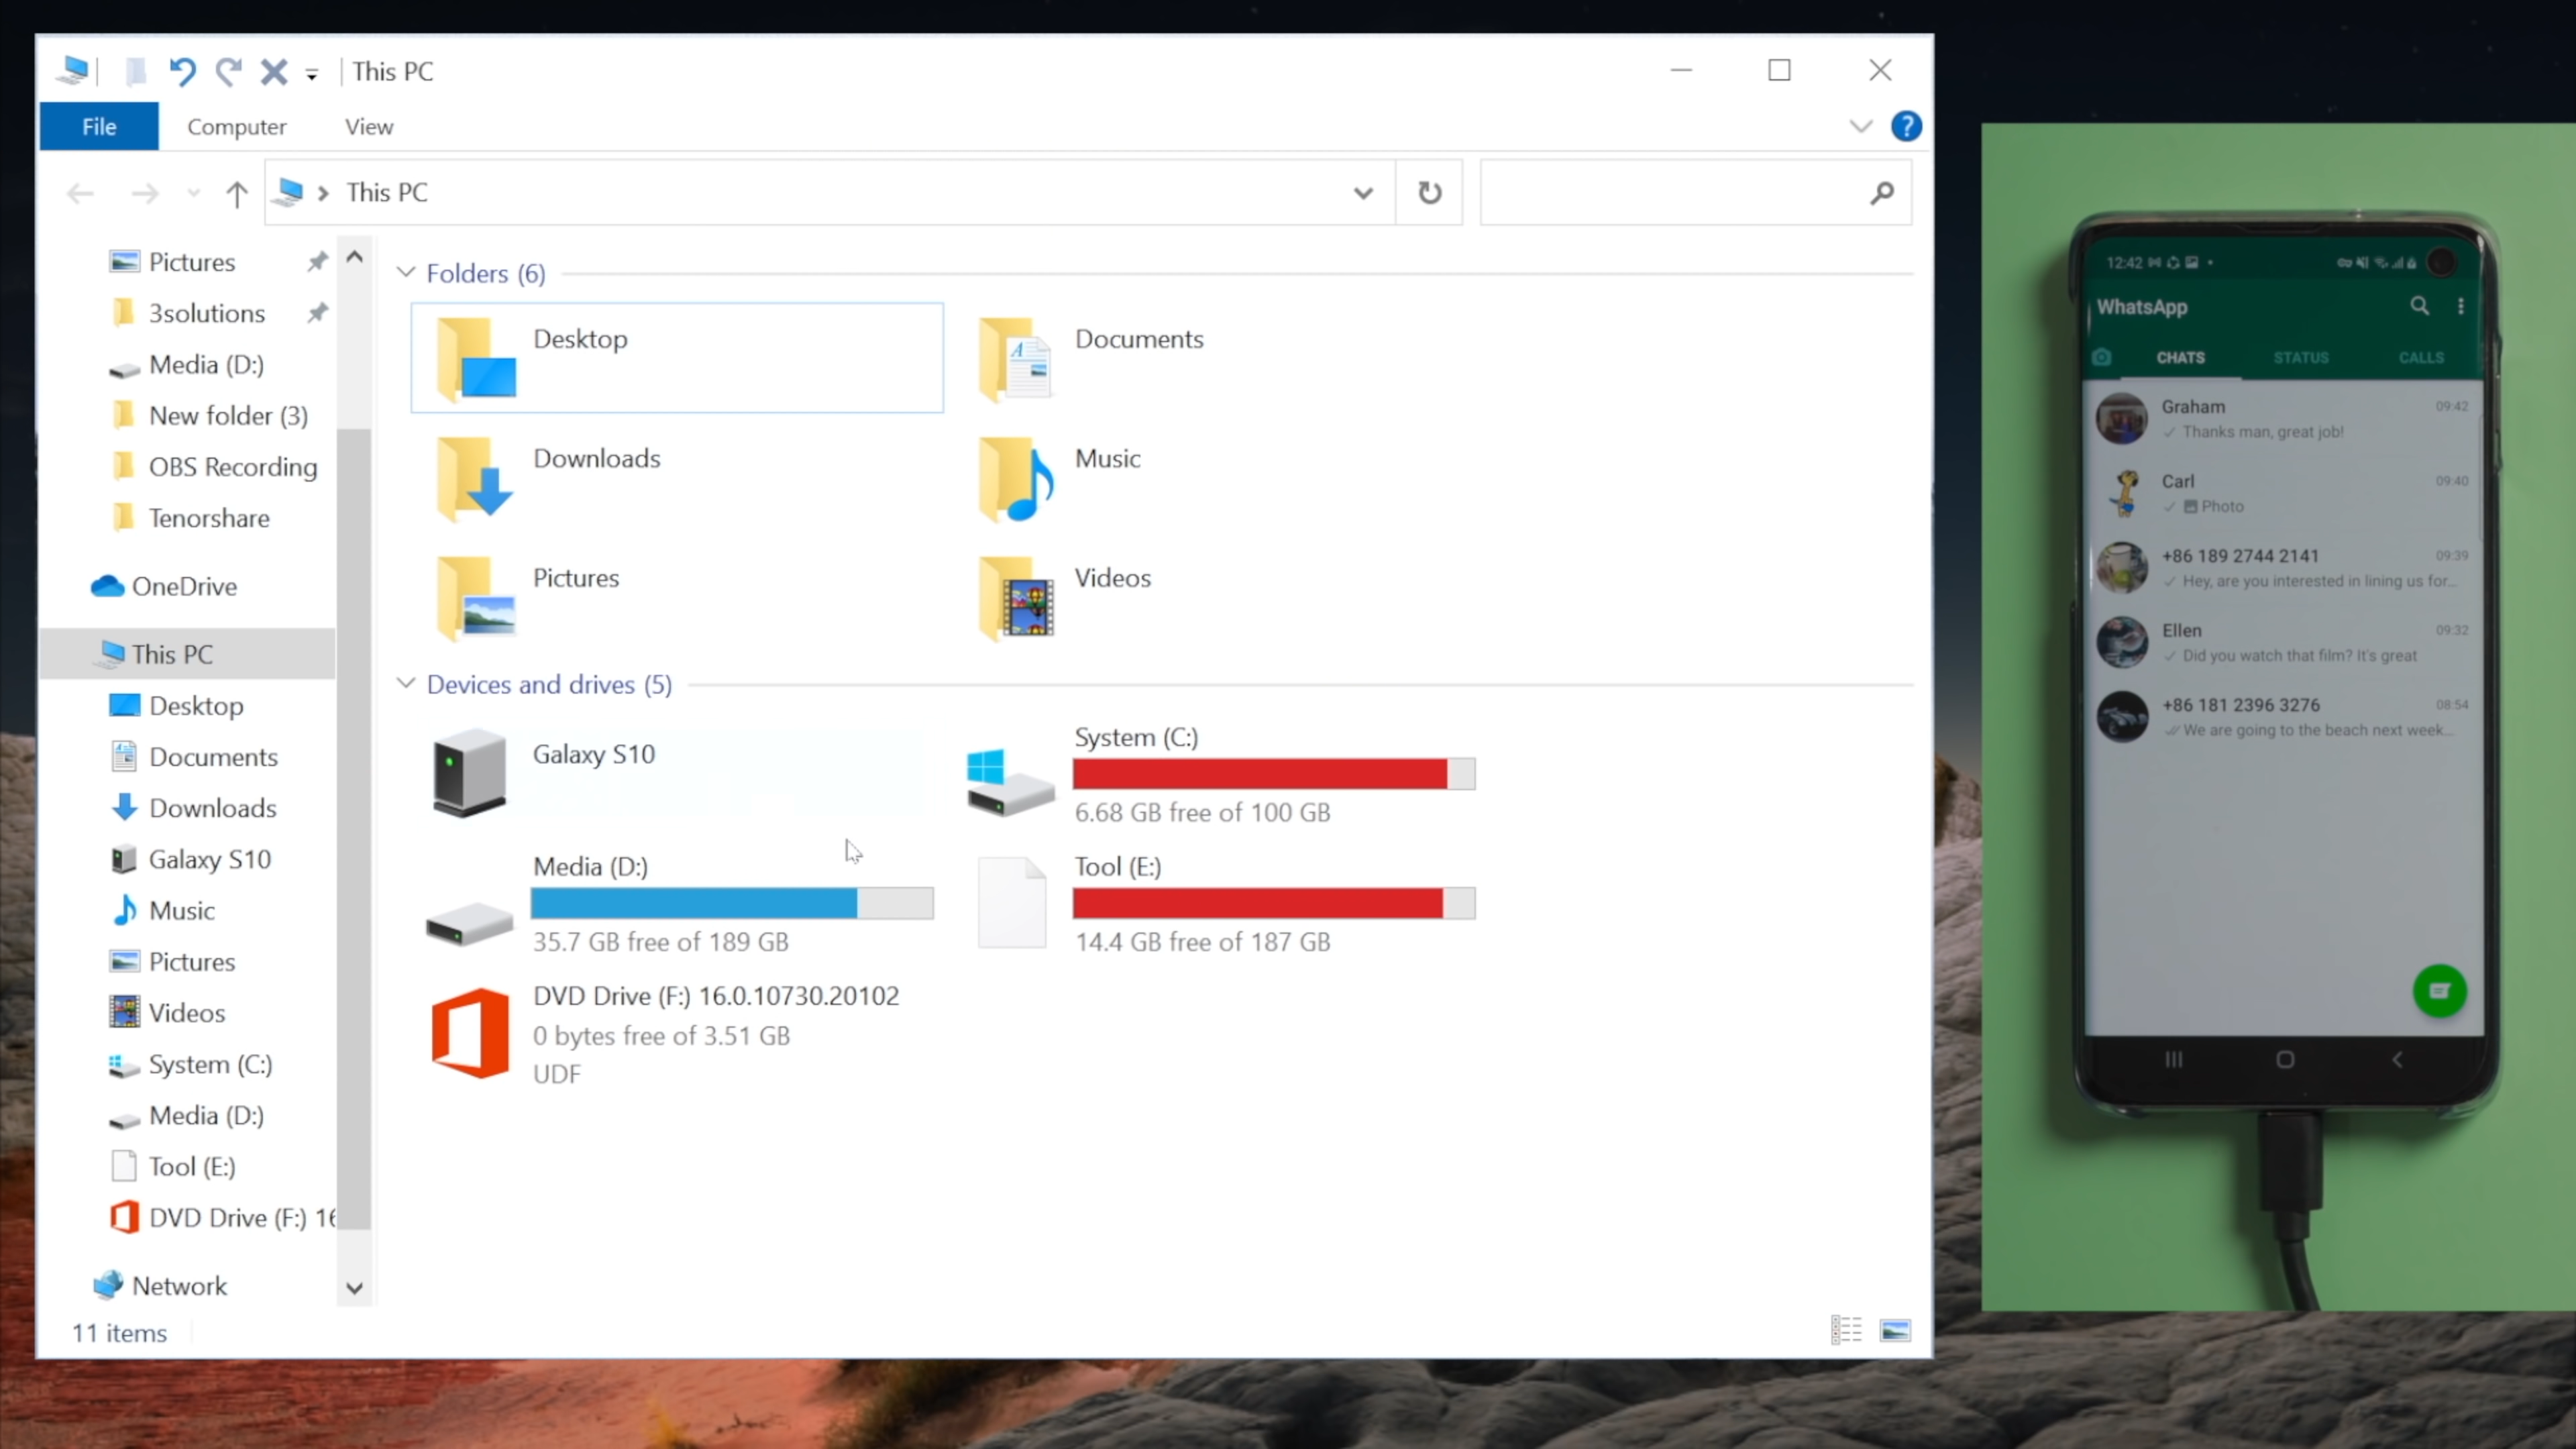 This PC
File
Computer
View
?
This PC
Pictures
3solutions
Media (D:)
New folder (3)
OBS Recording
Tenorshare
OneDrive
This PC
Desktop
Documents
Downloads
Galaxy S10
Music
Pictures
Videos
System (C:)
Media (D:)
Tool (E:)
DVD Drive (F:) 16
Network
11 items
Folders (6)
Desktop
Documents
Downloads
Music
Pictures
Videos
Devices and drives (5)
Galaxy S10
System (C:)
6.68 GB free of 100 GB
Media (D:)
35.7 GB free of 189 GB
Tool (E:)
14.4 GB free of 187 GB
DVD Drive (F:) 16.0.10730.20102
0 bytes free of 3.51 GB
UDF
12:42
WhatsApp
CHATS STATUS CALLS
Graham 09:42
Thanks man, great job!
Carl 09:40
Photo
+86 189 2744 2141 09:39
Hey, are you interested in lining us for...
Ellen 09:32
Did you watch that film? It's great
+86 181 2396 3276 08:54
We are going to the beach next week...